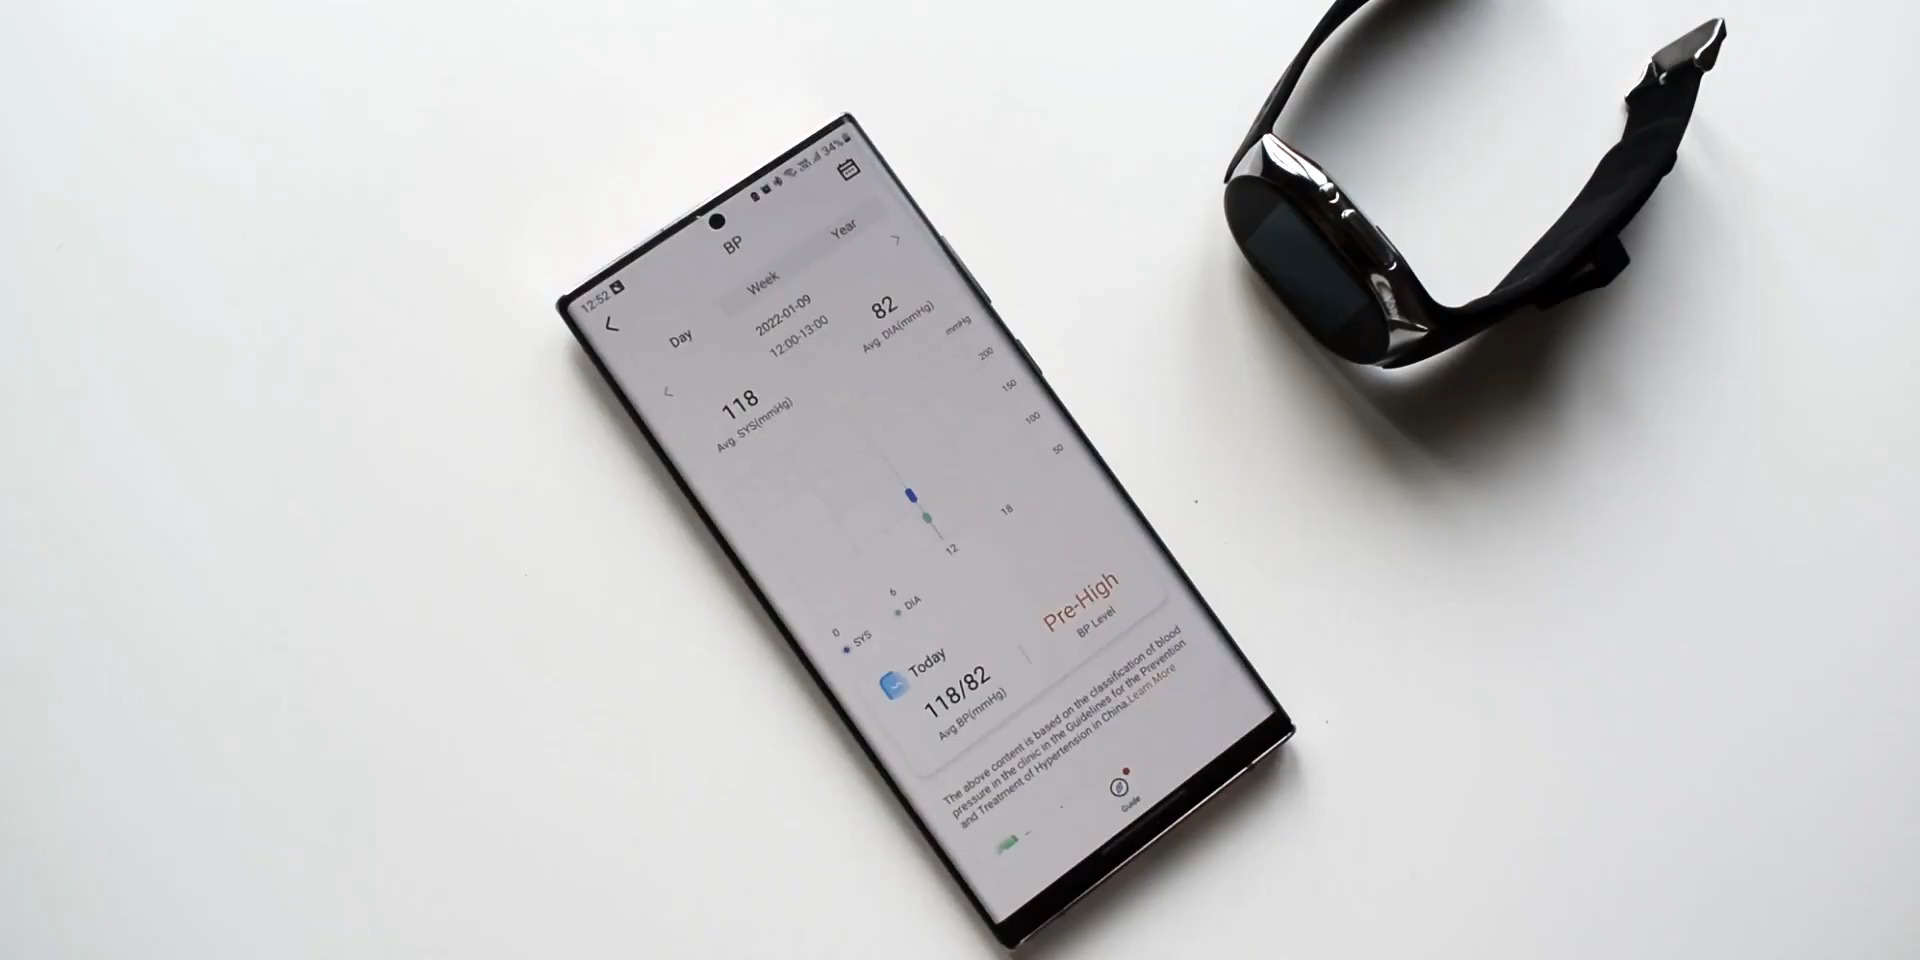 12:52
34%
BP
Day
Week
Year
2022-01-09
12:00-13:00
118
Avg. SYS(mmHg)
82
Avg. DIA(mmHg)
mmHg
200
150
100
50
0
6
12
18
SYS
DIA
Today
118/82
Avg.BP(mmHg)
Pre-High
BP Level
The above content is based on the classification of blood
pressure in the clinic in the Guidelines for the Prevention
and Treatment of Hypertension in China.Learn More
Guide